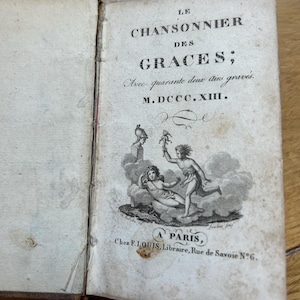 LE
CHANSONNIER
DES
GRACES;
Avec quarante deux airs gravés.
M.DCCC.XIII.
A PARIS,
Chez F. LOUIS, Libraire, Rue de Savoie Nº 6.